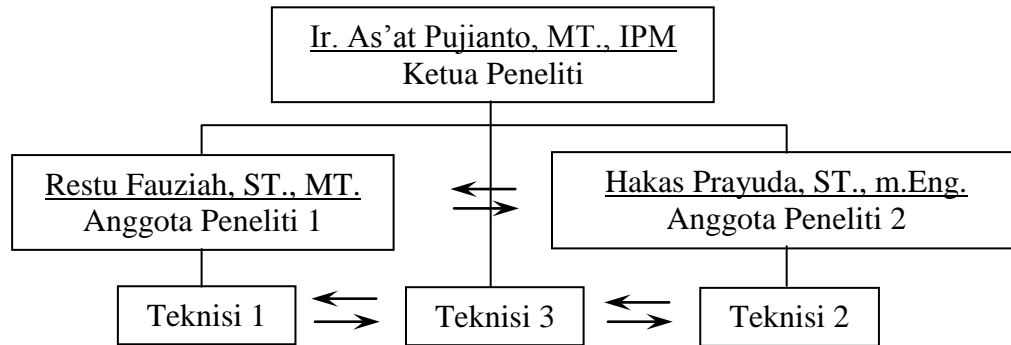 Ir. As’at Pujianto, MT., IPM
Ketua Peneliti
Restu Fauziah, ST., MT.
Anggota Peneliti 1
Hakas Prayuda, ST., m.Eng.
Anggota Peneliti 2
Teknisi 1
Teknisi 3
Teknisi 2